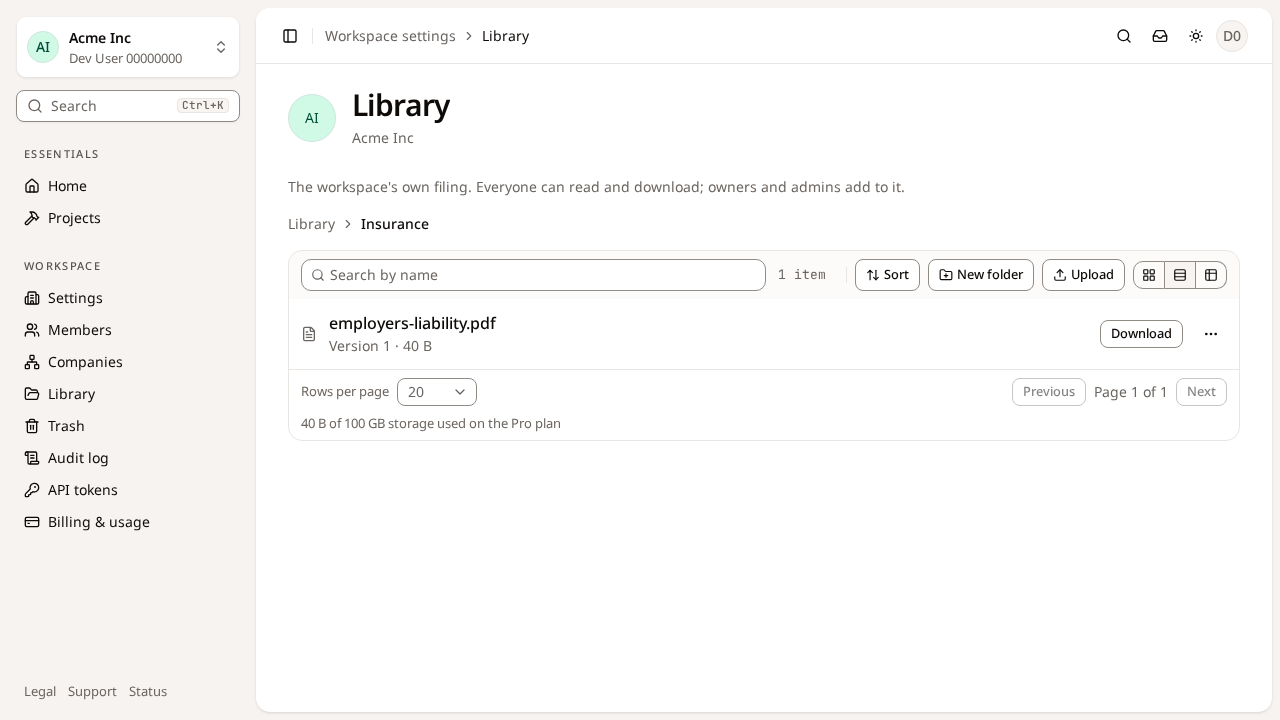 AI
Acme Inc
Dev User 00000000
Search
Ctrl+K
ESSENTIALS
Home
Projects
WORKSPACE
Settings
Members
Companies
Library
Trash
Audit log
API tokens
Billing & usage
Legal Support Status
Workspace settings Library
D0
AI
Library
Acme Inc
The workspace's own filing. Everyone can read and download; owners and admins add to it.
Library Insurance
Search by name 1 item Sort New folder Upload
employers-liability.pdf
Version 1 · 40 B
Download
Rows per page 20 Previous Page 1 of 1 Next
40 B of 100 GB storage used on the Pro plan